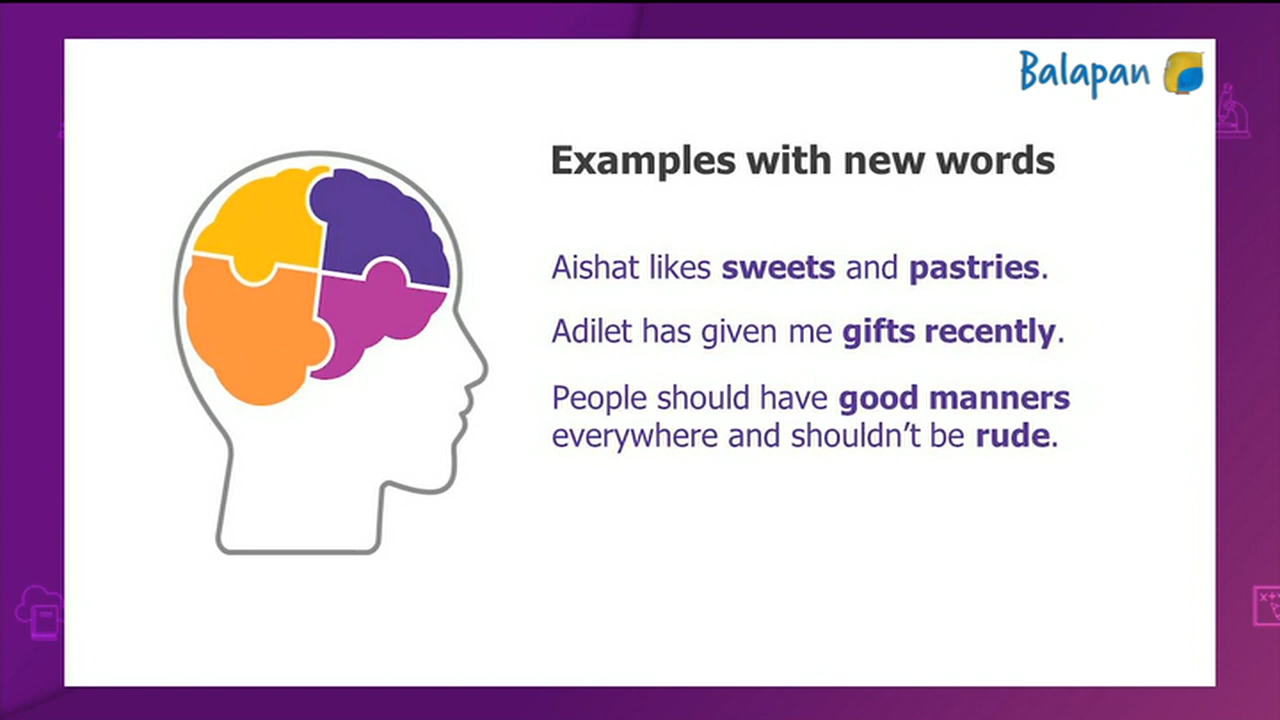 Balapan
Examples with new words
Aishat likes sweets and pastries.
Adilet has given me gifts recently.
People should have good manners
everywhere and shouldn't be rude.